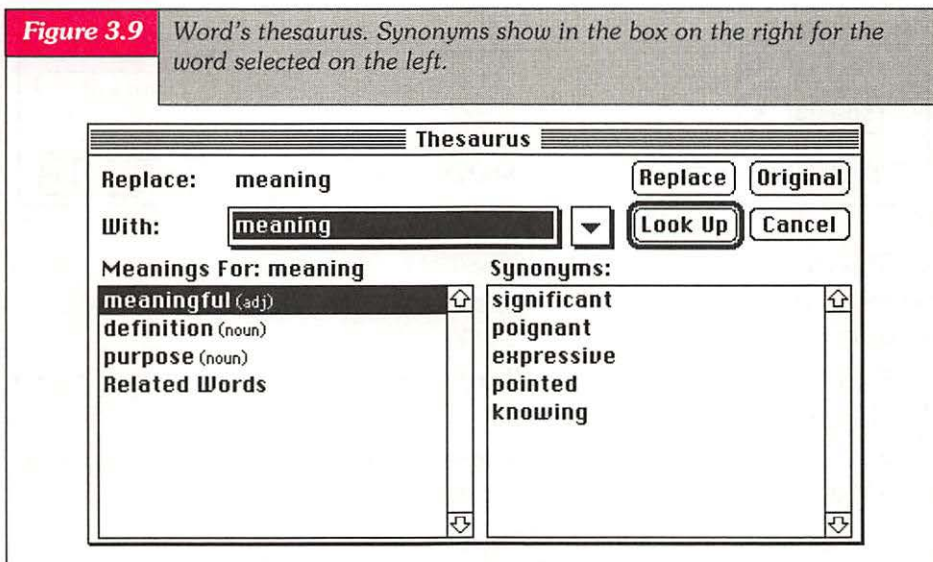 Figure 3.9
Word's thesaurus. Synonyms show in the box on the right for the
word selected on the left.
Thesaurus
Replace: meaning Replace Original
With: meaning Look Up Cancel
Meanings For: meaning Synonyms:
meaningful (adj)
definition (noun)
purpose (noun)
Related Words
significant
poignant
expressive
pointed
knowing